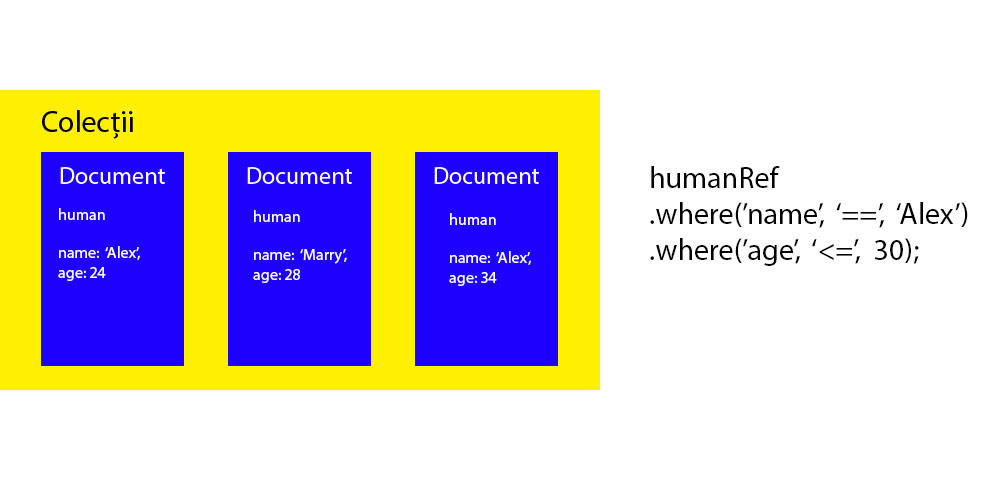 Colecții
Document
human
name: ‘Alex’,
age: 24
Document
human
name: ‘Marry’,
age: 28
Document
human
name: ‘Alex’,
age: 34
humanRef
.where(’name’, ‘==’, ‘Alex’)
.where(’age’, ‘<=’, 30);